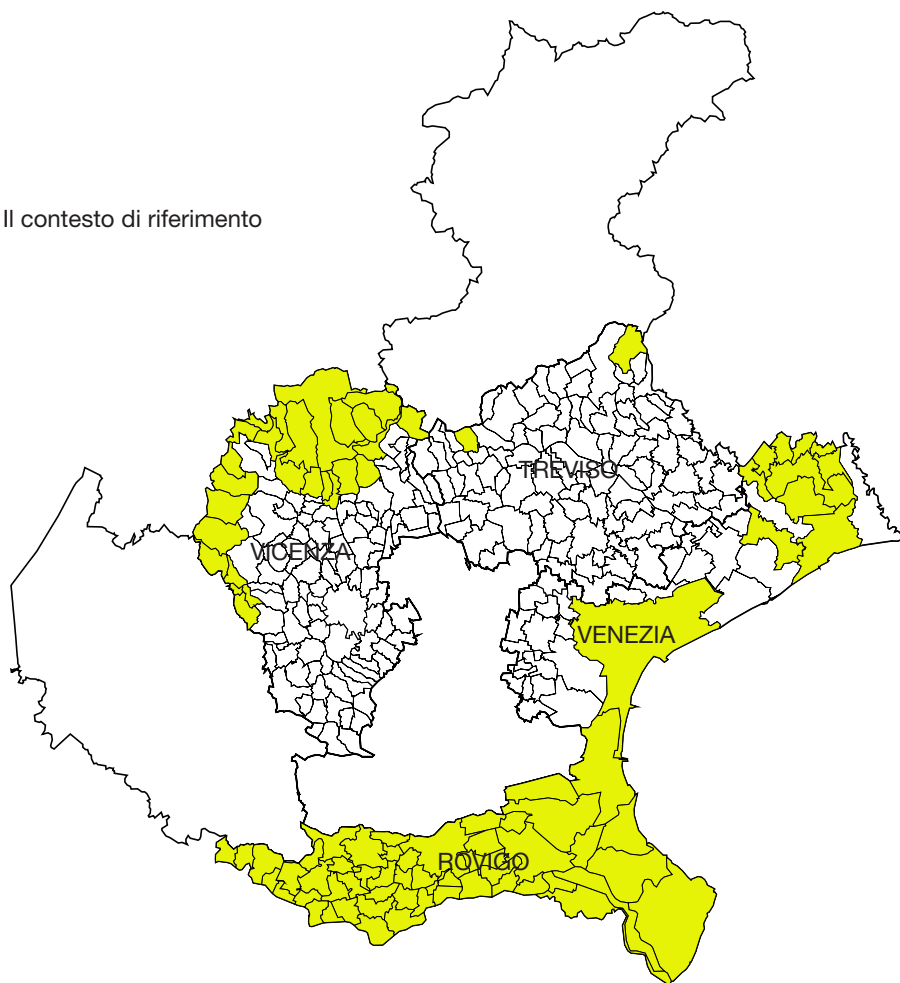 Il contesto di riferimento
TREVISO
VICENZA
VENEZIA
ROVIGO